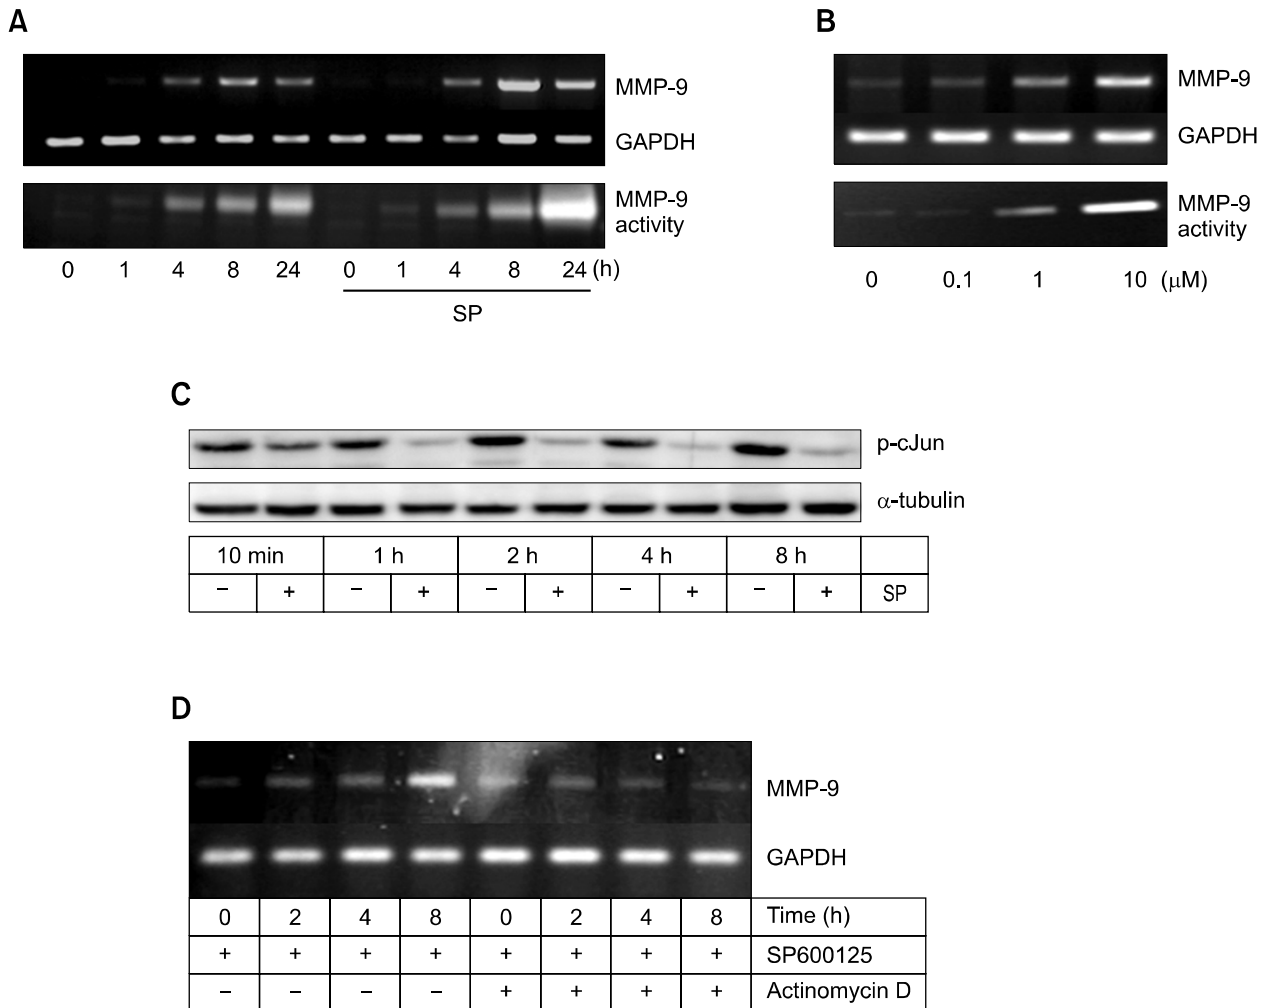 A
MMP-9
GAPDH
MMP-9
activity
0 1 4 8 24 0 1 4 8 24 (h)
SP
B
MMP-9
GAPDH
MMP-9
activity
0 0.1 1 10 (μM)
C
p-cJun
α-tubulin
10 min 1 h 2 h 4 h 8 h
− + − + − + − + − + SP
D
MMP-9
GAPDH
0 2 4 8 0 2 4 8 Time (h)
+ + + + + + + + SP600125
− − − − + + + + Actinomycin D